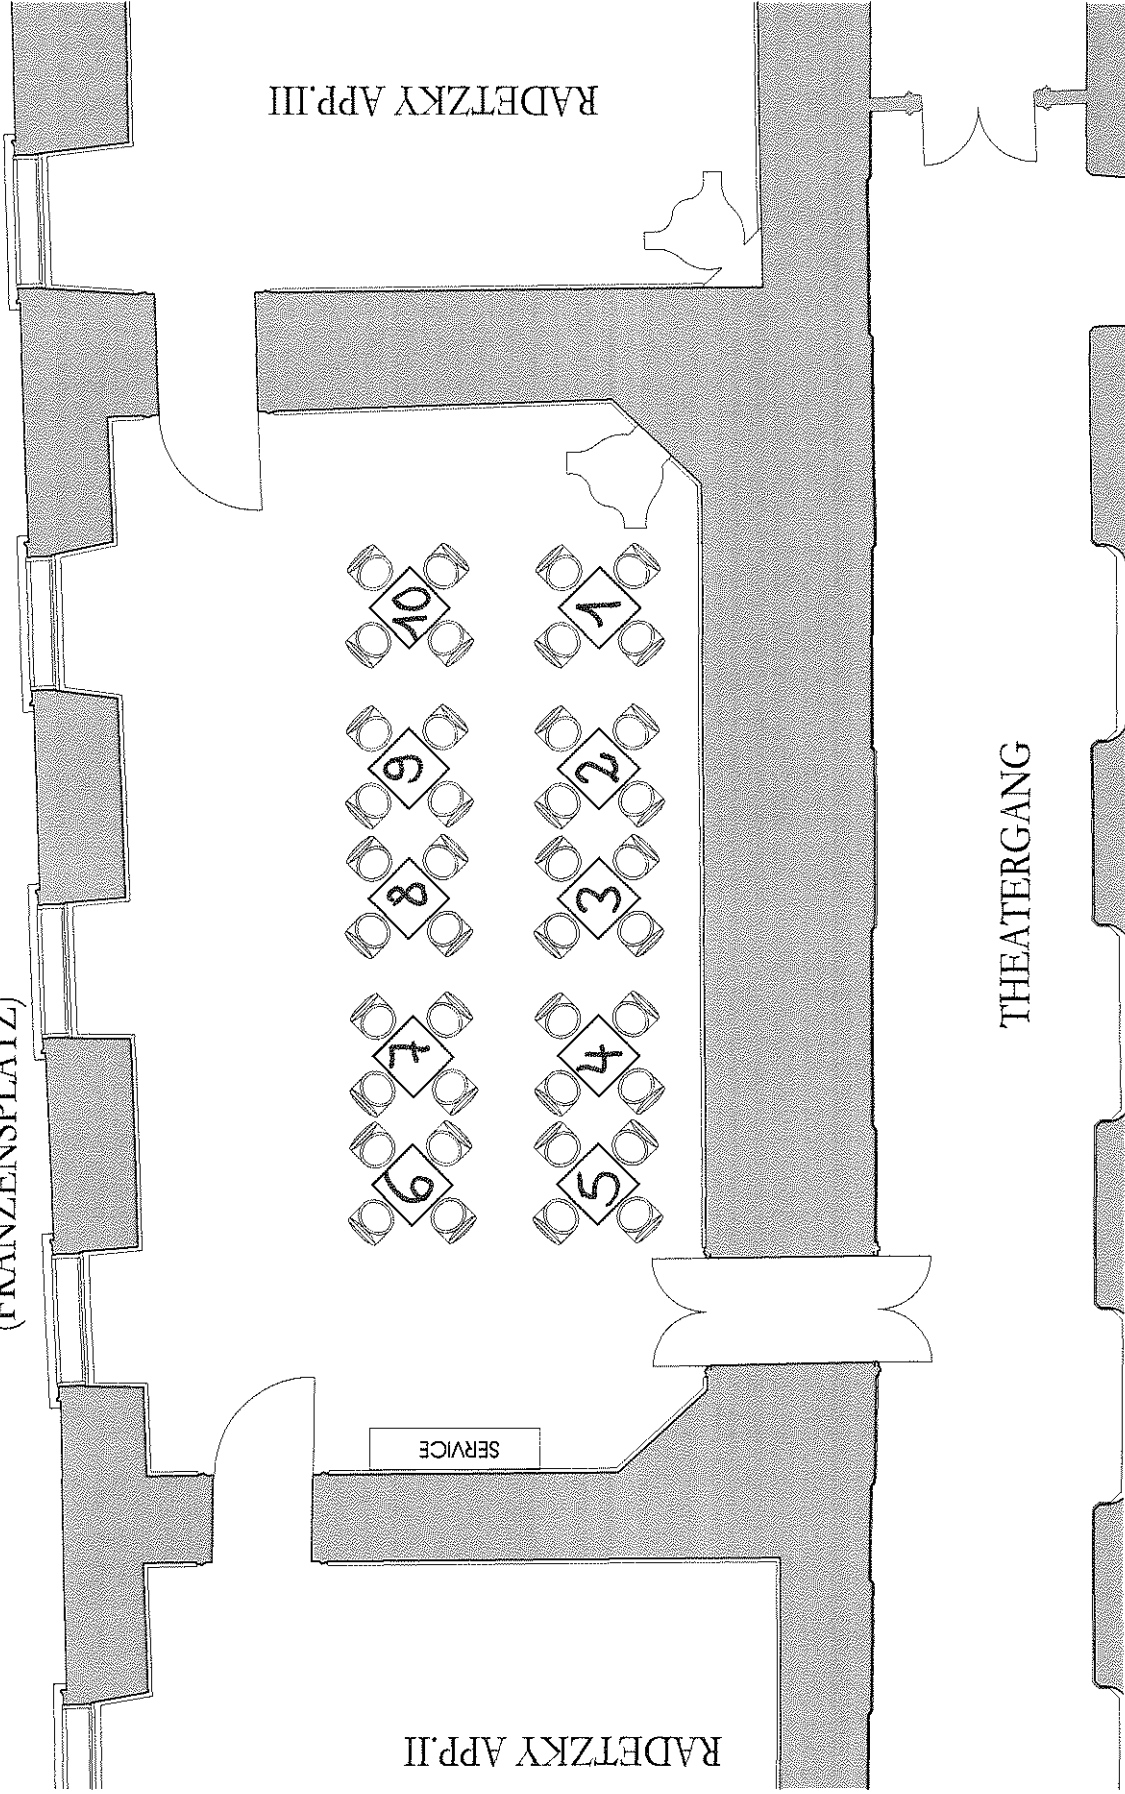 (FRANZENSPLATZ)
RADETZKY APP.III
10
1
9
2
8
3
7
4
6
5
THEATERGANG
SERVICE
RADETZKY APP.II